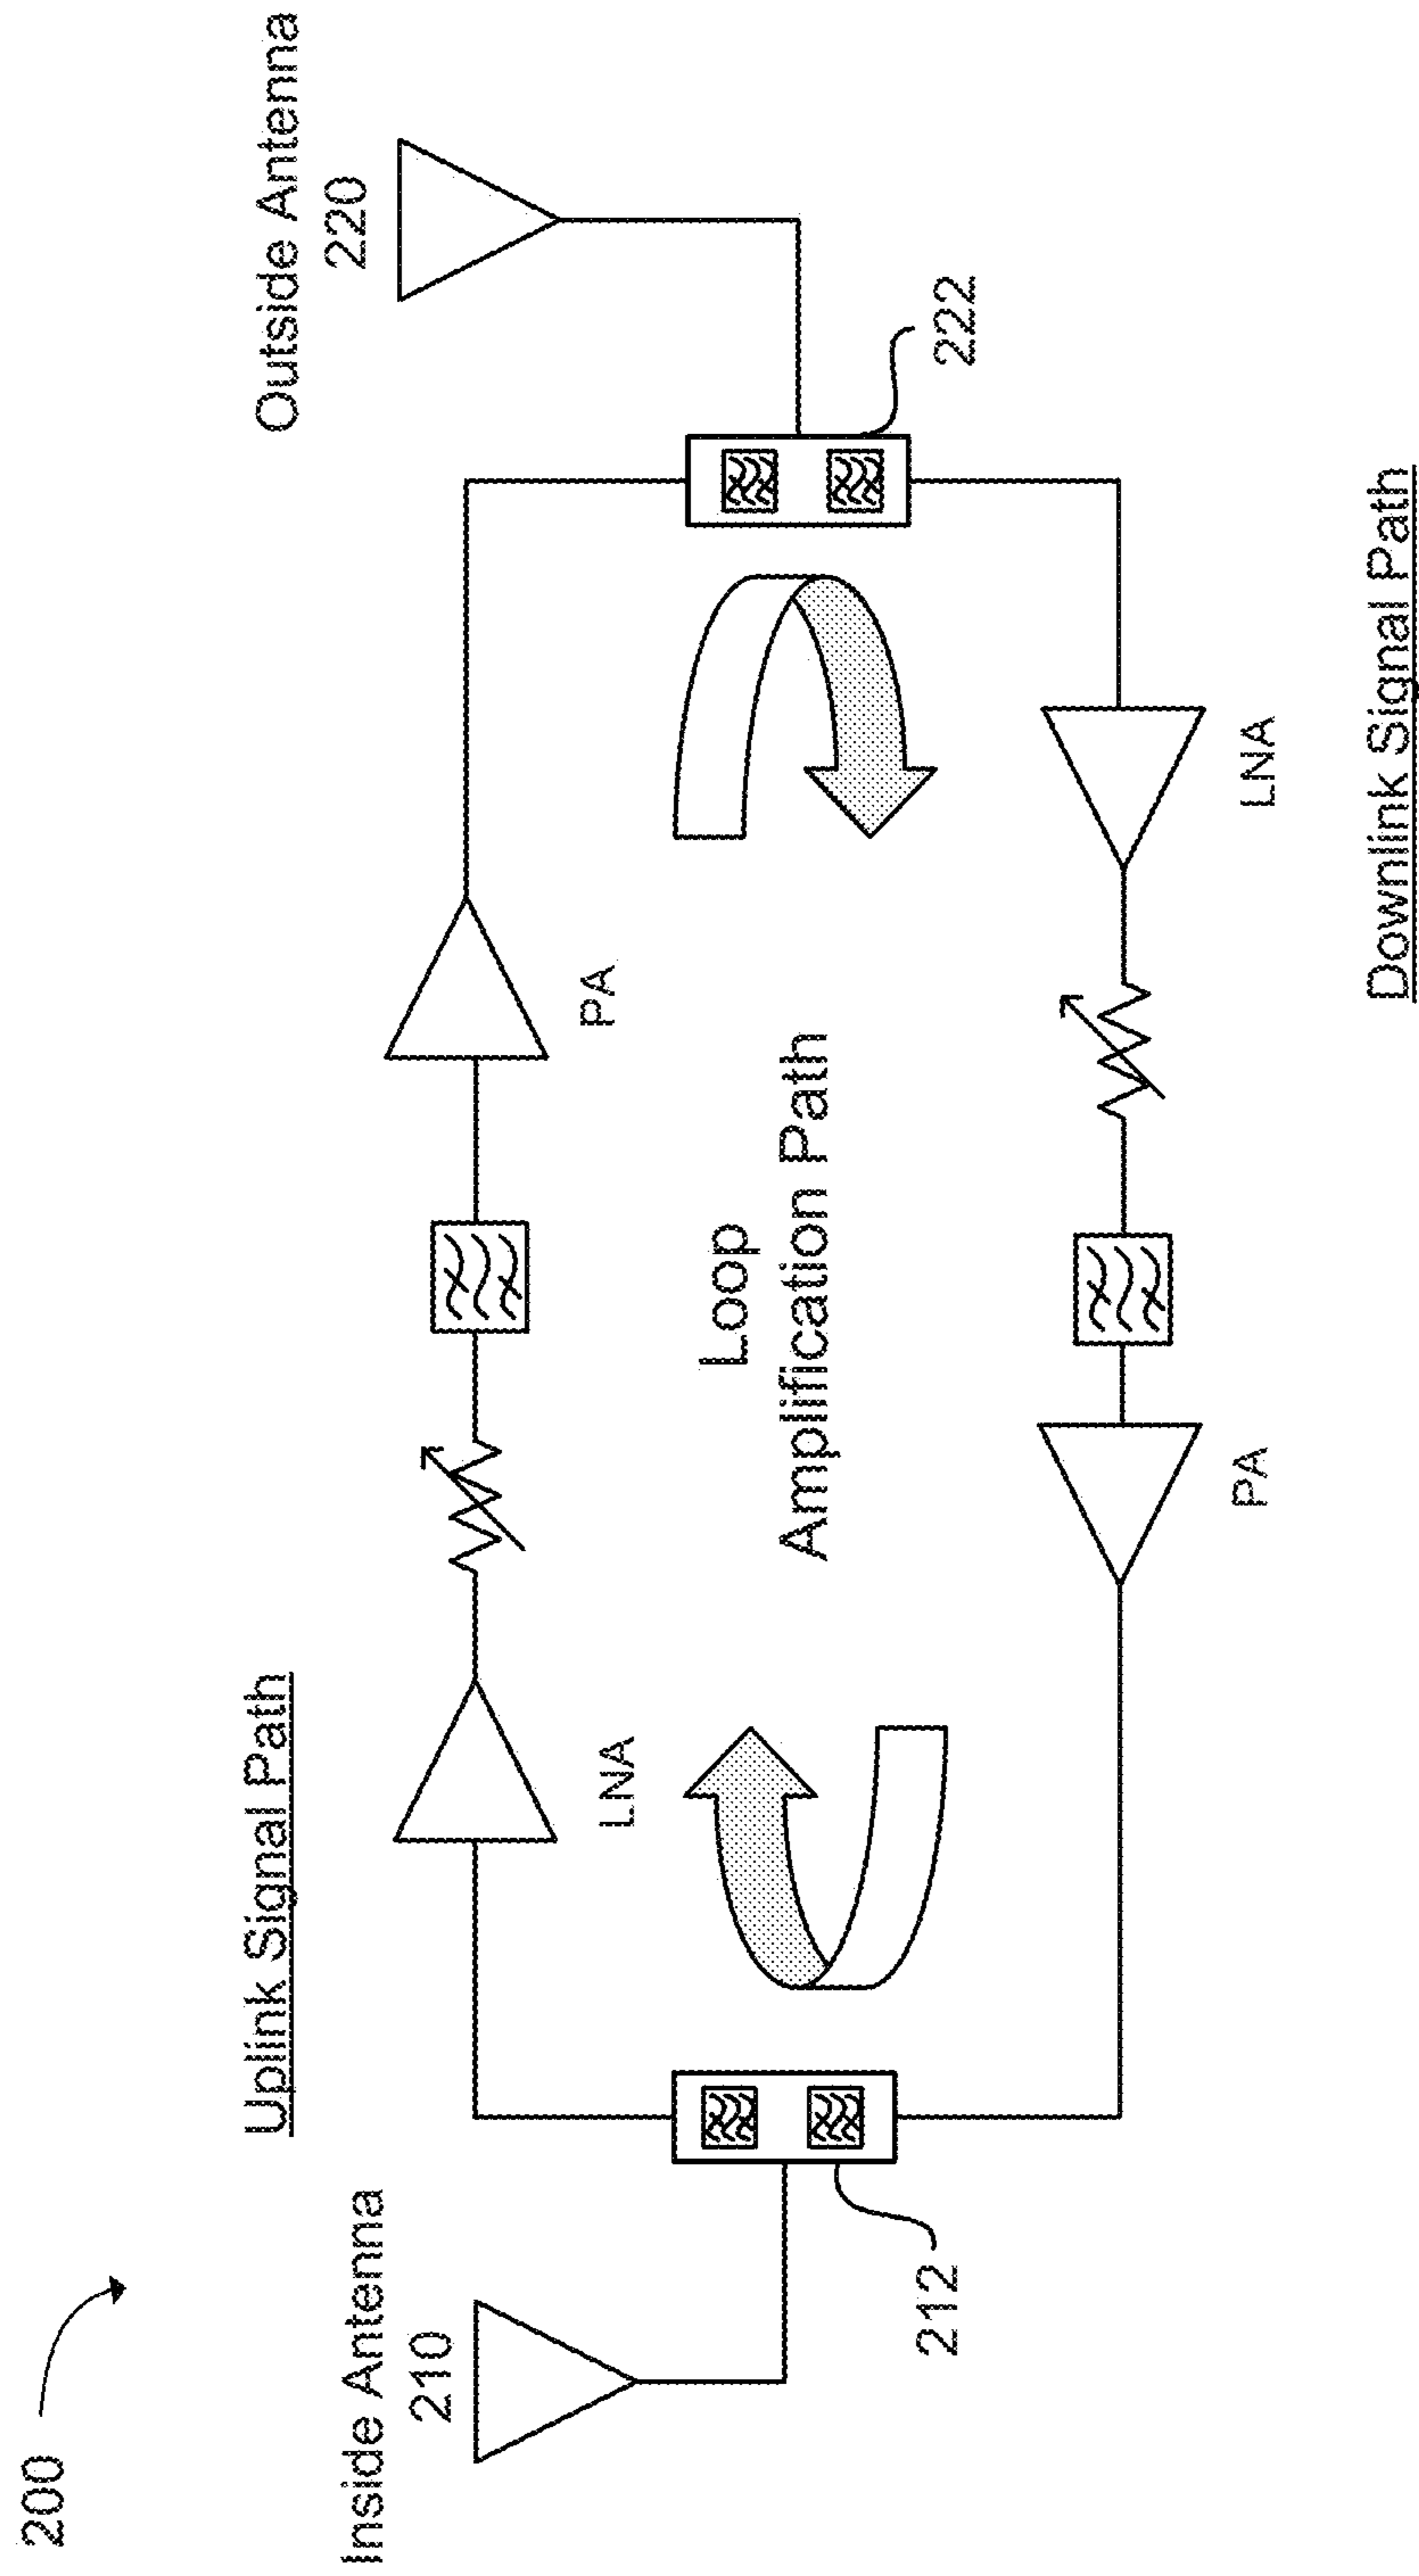 200
Uplink Signal Path
Outside Antenna
220
Inside Antenna
210
LNA
PA
222
212
Loop
Amplification Path
PA
LNA
Downlink Signal Path